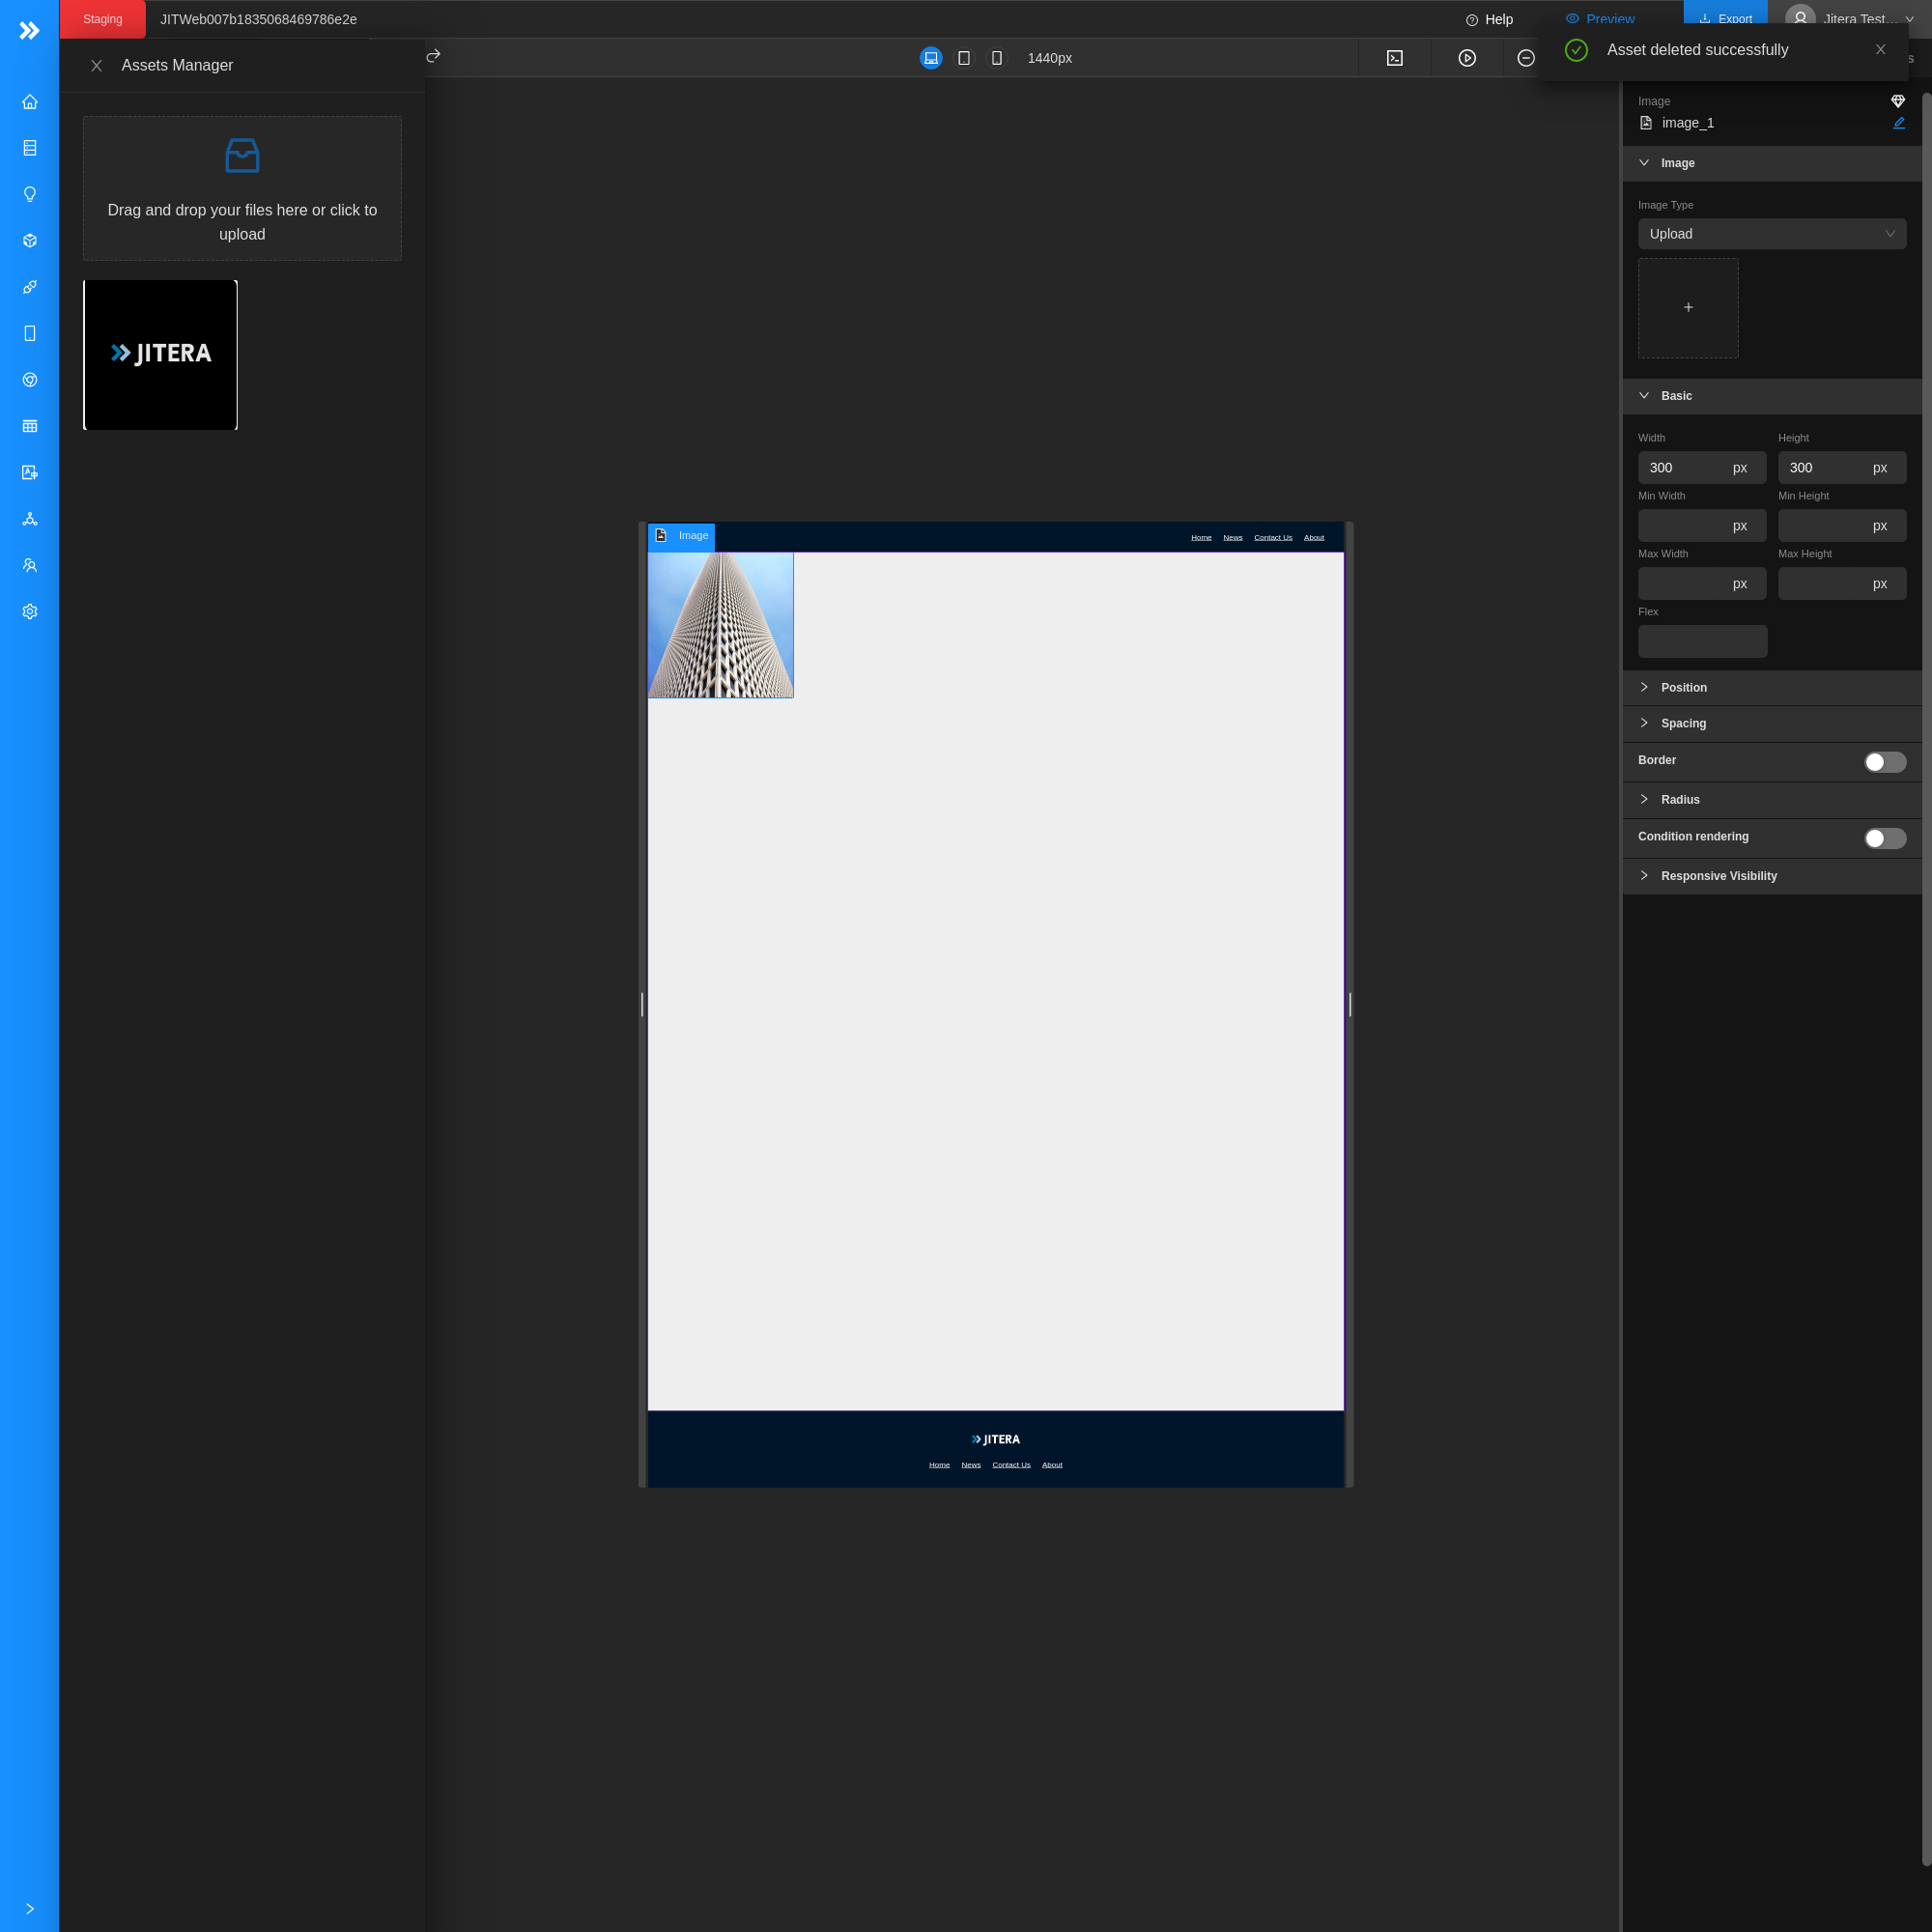 Staging
JITWeb007b1835068469786e2e
Help
Preview
Export
Jitera Test...
Asset deleted successfully
Assets Manager
1440px
s
Drag and drop your files here or click to
upload
JITERA
Image
image_1
Image
Image Type
Upload
Basic
Width
Height
300
px
300
px
Min Width
Min Height
px
px
Max Width
Max Height
px
px
Flex
Position
Spacing
Border
Radius
Condition rendering
Responsive Visibility
Image
Home
News
Contact Us
About
JITERA
Home
News
Contact Us
About